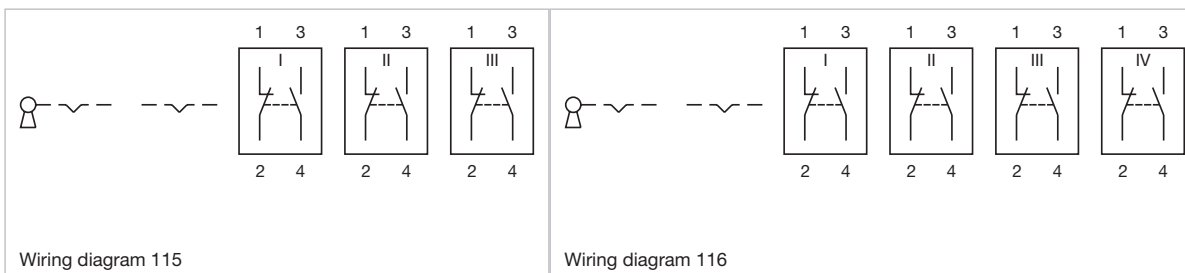 1 3 1 3 1 3
I II III
2 4 2 4 2 4
Wiring diagram 115
1 3 1 3 1 3 1 3
I II III IV
2 4 2 4 2 4 2 4
Wiring diagram 116